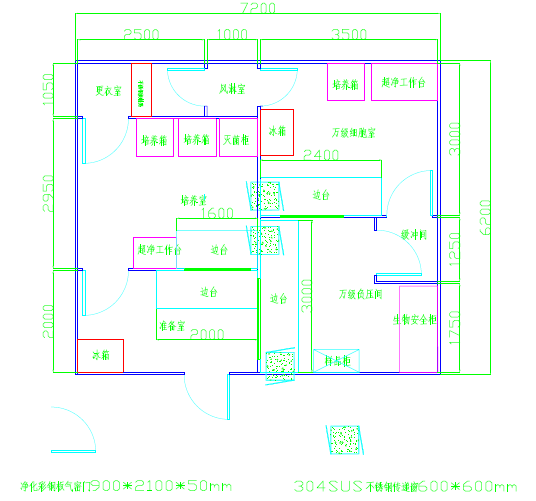 7200
2500 1000 3500
1050
更衣室
风淋室
培养箱
超净工作台
冰箱
万级细胞室
3000
培养箱 培养箱 灭菌柜
2400
2950
培养室
边台
6200
1600
缓冲间
超净工作台
边台
1250
边台
边台
3000
万级负压间
2000
准备室
2000
生物安全柜
1750
冰箱
样品柜
净化彩钢板气密门900*2100*50mm
304SUS不锈钢传递窗600*600mm